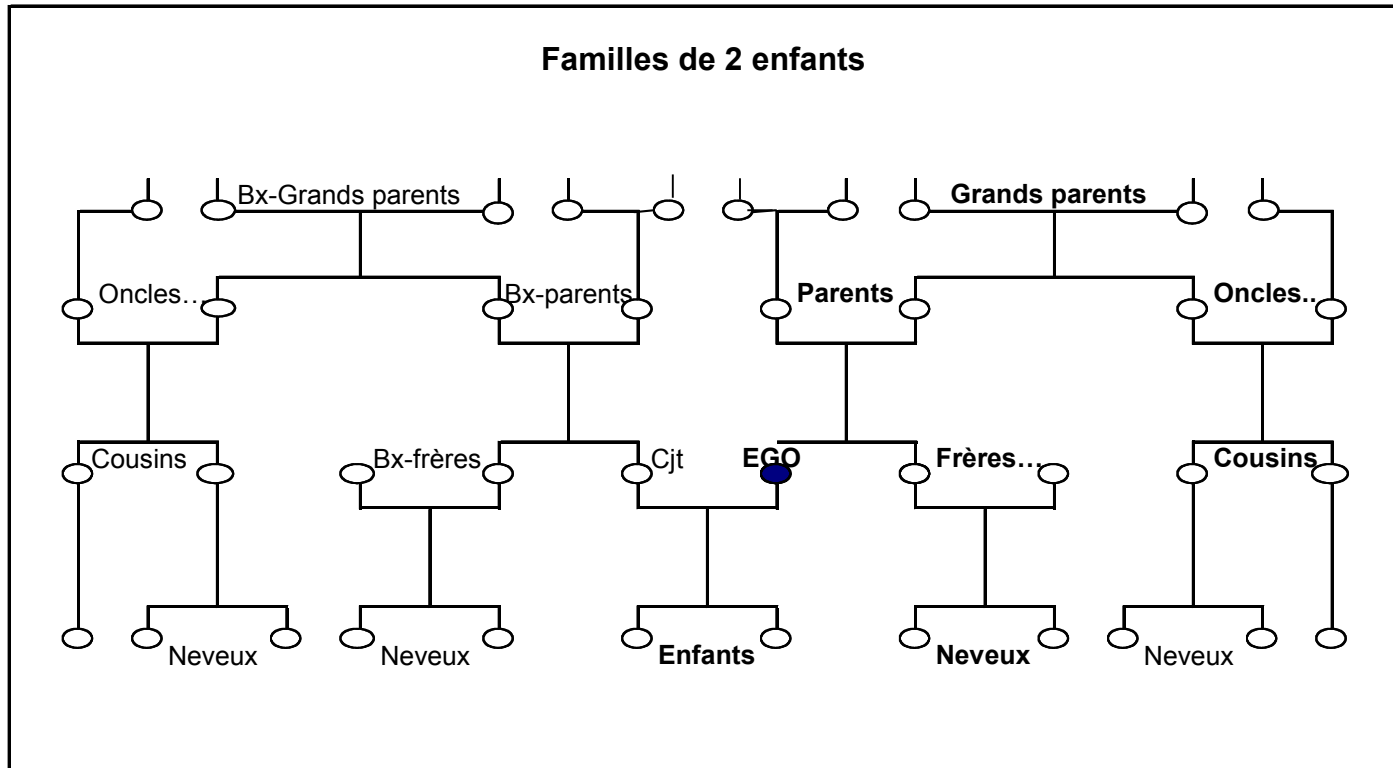 Familles de 2 enfants
Bx-Grands parents
Grands parents
Oncles…
Bx-parents
Parents
Oncles..
Cousins
Bx-frères
Cjt
EGO
Frères…
Cousins
Neveux
Neveux
Enfants
Neveux
Neveux